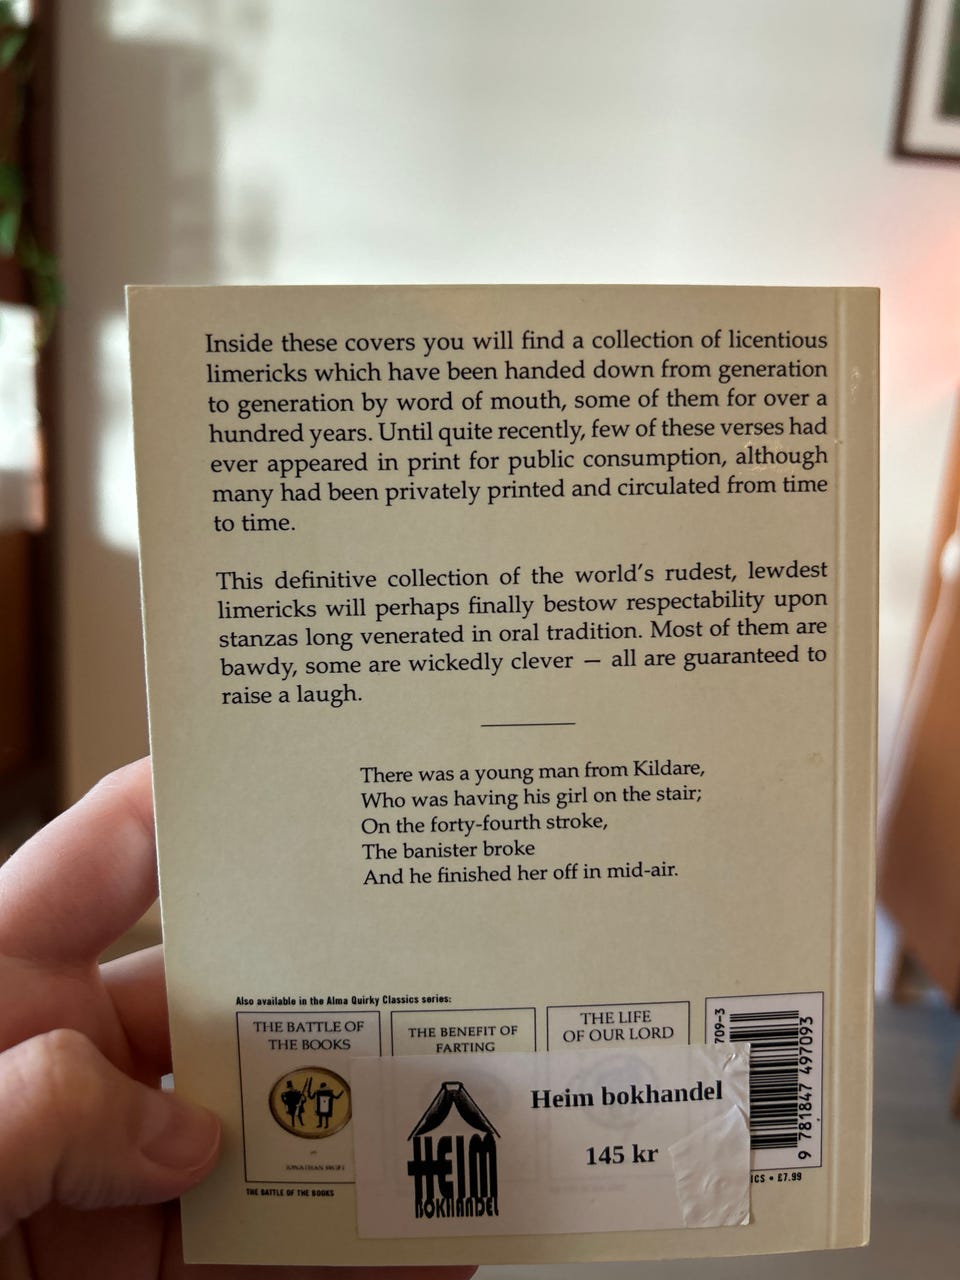 Inside these covers you will find a collection of licentious
limericks which have been handed down from generation
to generation by word of mouth, some of them for over a
hundred years. Until quite recently, few of these verses had
ever appeared in print for public consumption, although
many had been privately printed and circulated from time
to time.
This definitive collection of the world's rudest, lewdest
limericks will perhaps finally bestow respectability upon
stanzas long venerated in oral tradition. Most of them are
bawdy, some are wickedly clever – all are guaranteed to
raise a laugh.
There was a young man from Kildare,
Who was having his girl on the stair;
On the forty-fourth stroke,
The banister broke
And he finished her off in mid-air.
Also available in the Alma Quirky Classics series:
THE BATTLE OF
THE BOOKS
JONATHAN SWIFT
THE BATTLE OF THE BOOKS
THE BENEFIT OF
FARTING
THE LIFE
OF OUR LORD
HEIM
BOKHANDEL
Heim bokhandel
145 kr
709-3
9 781847 497093
ICS • £7.99